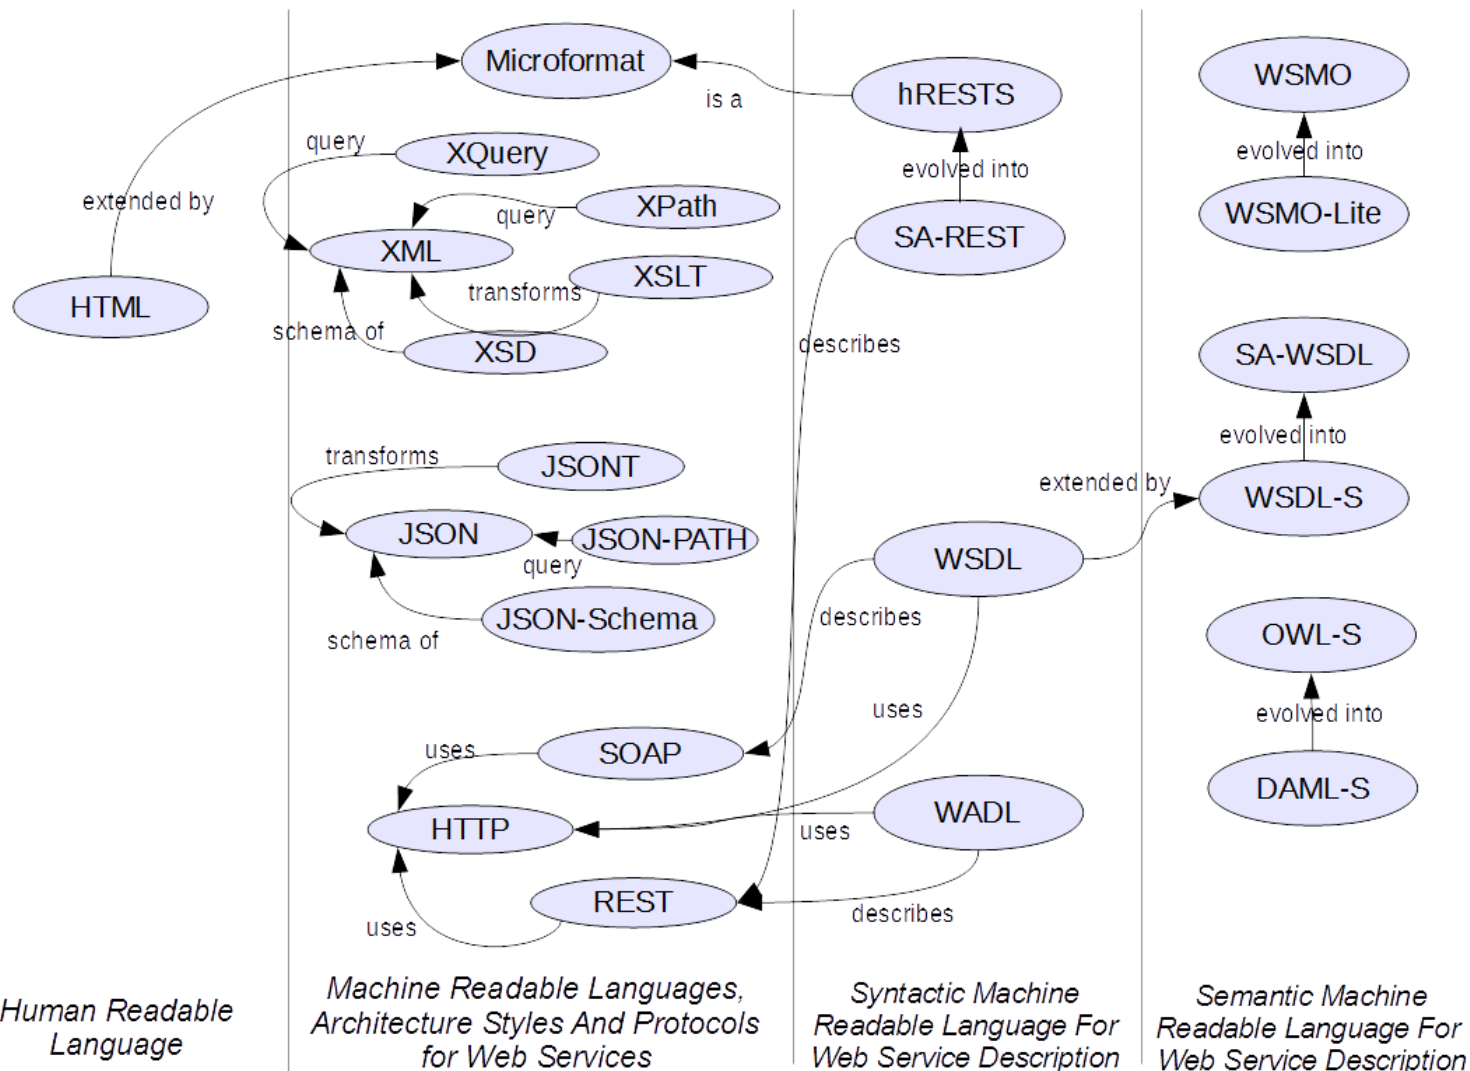 Microformat
hRESTS
WSMO
is a
query
XQuery
evolved into
evolved into
extended by
query
XPath
WSMO-Lite
XML
SA-REST
HTML
transforms
XSLT
schema of
XSD
describes
SA-WSDL
evolved into
transforms
JSONT
extended by
WSDL-S
JSON
JSON-PATH
query
WSDL
schema of
JSON-Schema
describes
OWL-S
uses
evolved into
uses
SOAP
DAML-S
HTTP
uses
WADL
REST
uses
describes
Human Readable
Language
Machine Readable Languages,
Architecture Styles And Protocols
for Web Services
Syntactic Machine
Readable Language For
Web Service Description
Semantic Machine
Readable Language For
Web Service Description